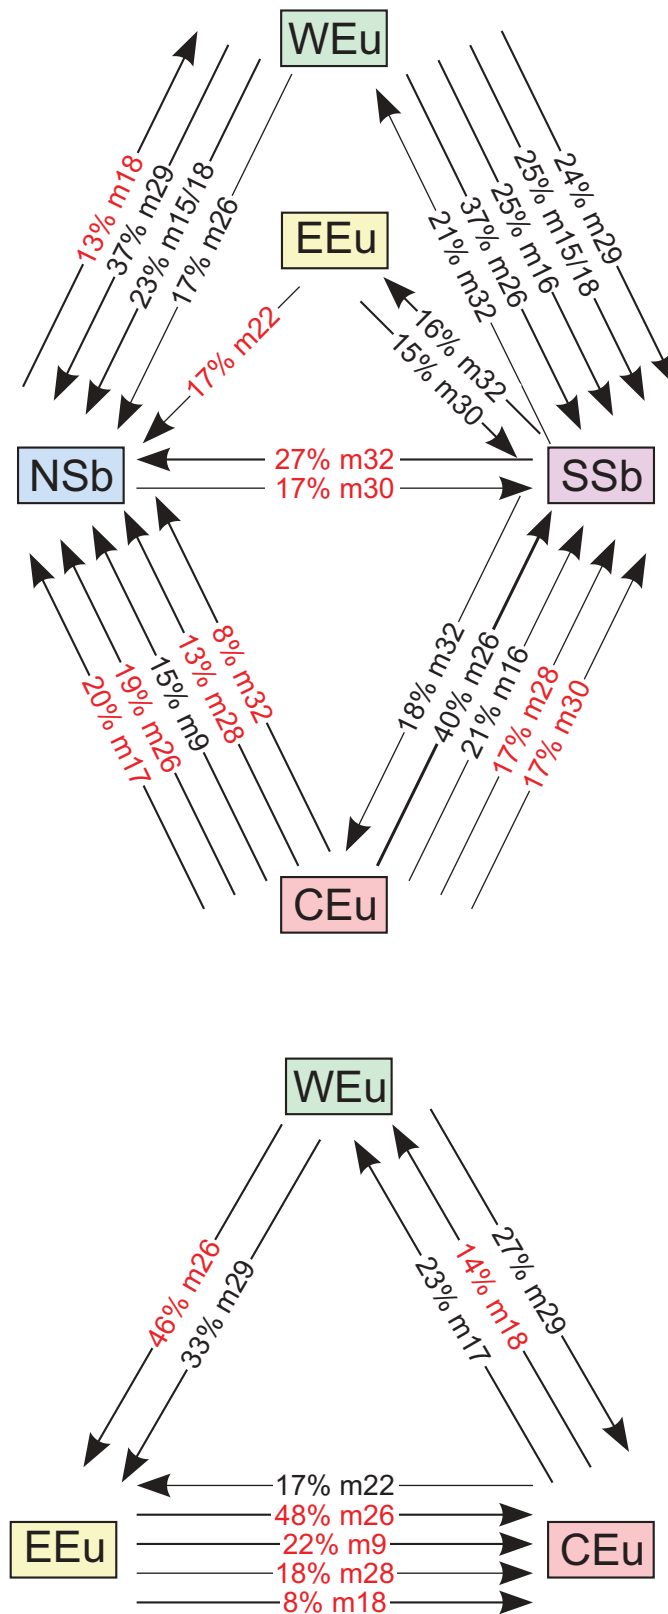 WEu
13% m18
37% m29
23% m15/18
17% m26
21% m32
37% m26
25% m16
25% m15/18
24% m29
EEu
17% m22
16% m32
15% m30
NSb
27% m32
17% m30
SSb
20% m17
19% m26
15% m9
13% m28
8% m32
18% m32
40% m26
21% m16
17% m28
17% m30
CEu
WEu
46% m26
33% m29
23% m17
14% m18
27% m29
17% m22
48% m26
22% m9
18% m28
8% m18
EEu
CEu